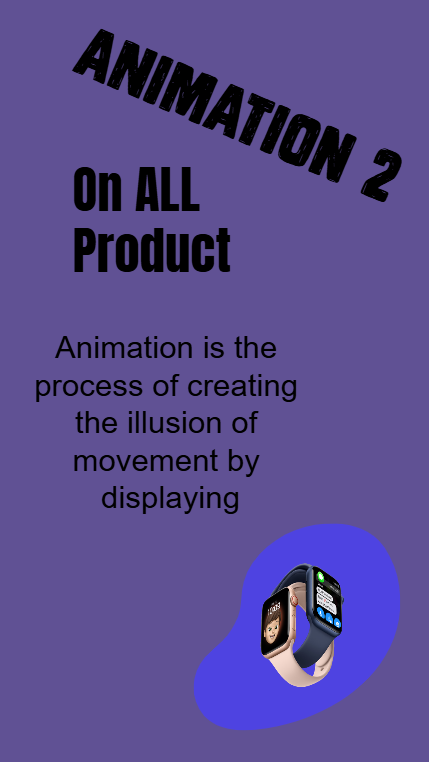 ANIMATION 2
On ALL
Product
Animation is the
process of creating
the illusion of
movement by
displaying